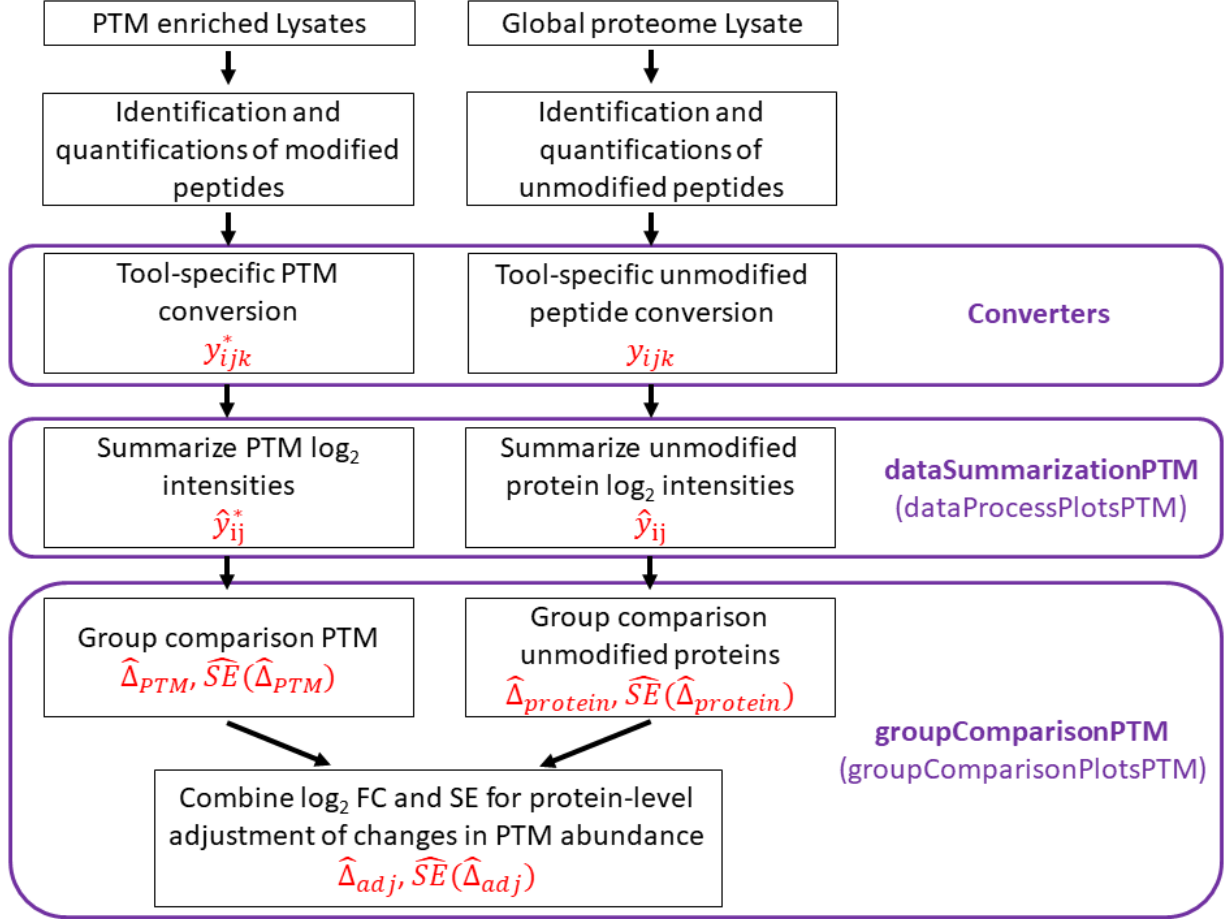 PTM enriched Lysates
Global proteome Lysate
Identification and
quantifications of modified
peptides
Identification and
quantifications of
unmodified peptides
Tool-specific PTM
conversion
y*ijk
Tool-specific unmodified
peptide conversion
yijk
Converters
Summarize PTM log₂
intensities
ŷ*ij
Summarize unmodified
protein log₂ intensities
ŷij
dataSummarizationPTM
(dataProcessPlotsPTM)
Group comparison PTM
Δ̂PTM, SÊ(Δ̂PTM)
Group comparison
unmodified proteins
Δ̂protein, SÊ(Δ̂protein)
groupComparisonPTM
(groupComparisonPlotsPTM)
Combine log₂ FC and SE for protein-level
adjustment of changes in PTM abundance
Δ̂adj, SÊ(Δ̂adj)